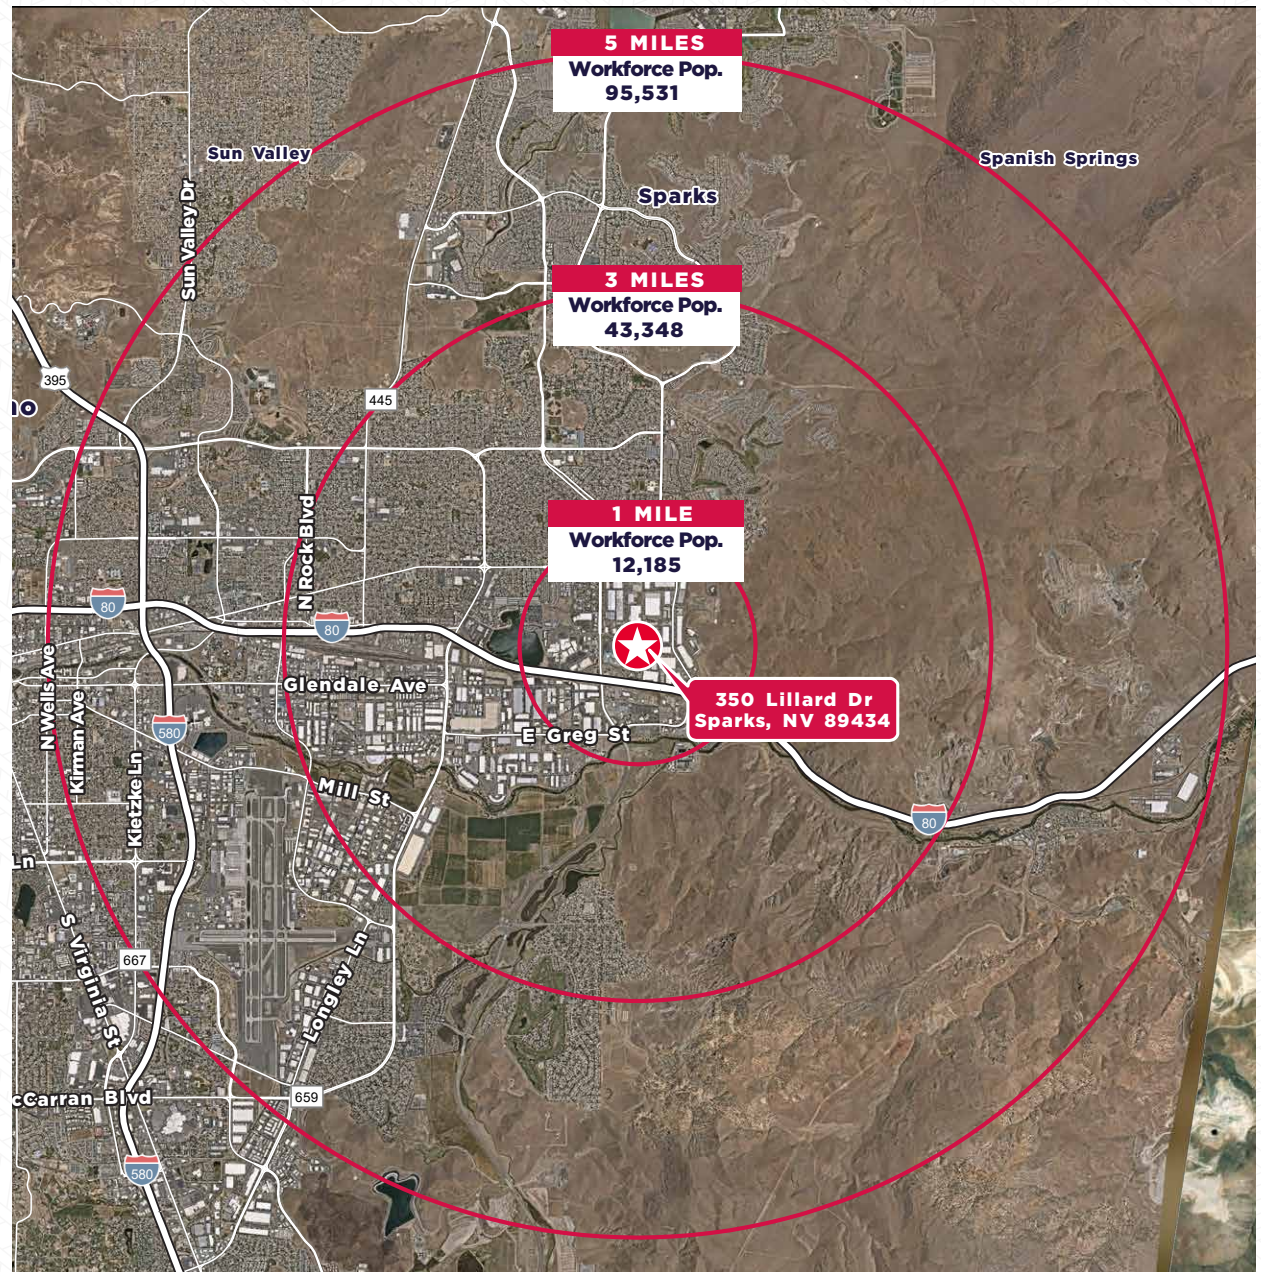 5 MILES
Workforce Pop.
95,531
Sun Valley
Spanish Springs
Sparks
Sun Valley Dr
3 MILES
Workforce Pop.
43,348
395
445
no
1 MILE
Workforce Pop.
12,185
N Rock Blvd
80
80
N Wells Ave
Kirman Ave
Glendale Ave
350 Lillard Dr
Sparks, NV 89434
580
E Greg St
Kietzke Ln
Mill St
80
Ln
S Virginia St
667
Longley Ln
cCarran Blvd
659
580